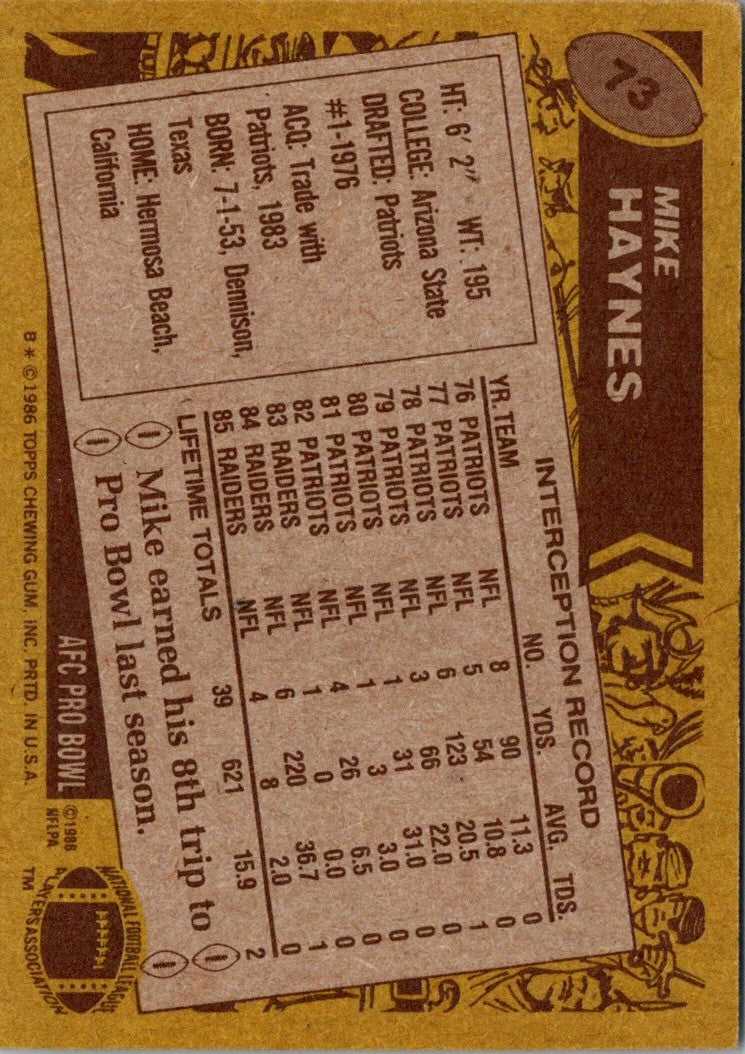 73
MIKE
HAYNES
HT: 6' 2" WT: 195
COLLEGE: Arizona State
DRAFTED: Patriots
#1-1976
ACQ: Trade with
Patriots, 1983
BORN: 7-1-53, Dennison,
Texas
HOME: Hermosa Beach,
California
INTERCEPTION RECORD
YR. TEAM NO. YDS. AVG. TDS.
76 PATRIOTS NFL 8 90 11.3 0
77 PATRIOTS NFL 5 54 10.8 0
78 PATRIOTS NFL 6 123 20.5 1
79 PATRIOTS NFL 3 66 22.0 0
80 PATRIOTS NFL 1 31 31.0 0
81 PATRIOTS NFL 1 3 3.0 0
82 PATRIOTS NFL 4 26 6.5 0
83 RAIDERS NFL 1 0 0.0 0
84 RAIDERS NFL 6 220 36.7 1
85 RAIDERS NFL 4 8 2.0 0
LIFETIME TOTALS 39 621 15.9 2
Mike earned his 8th trip to
Pro Bowl last season.
AFC PRO BOWL
©1986
NFLPA
NATIONAL FOOTBALL LEAGUE
PLAYERS ASSOCIATION
TM
B * © 1986 TOPPS CHEWING GUM, INC. PRTD. IN U.S.A.